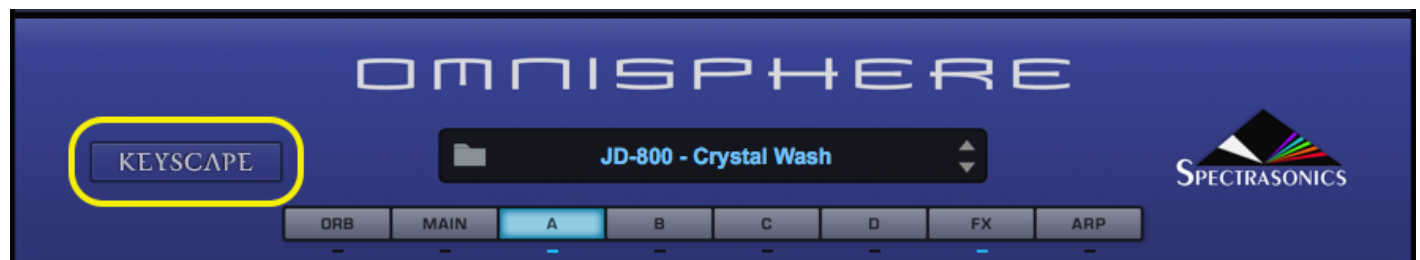 OMNISPHERE
KEYSCAPE
JD-800 - Crystal Wash
SPECTRASONICS
ORB MAIN A B C D FX ARP